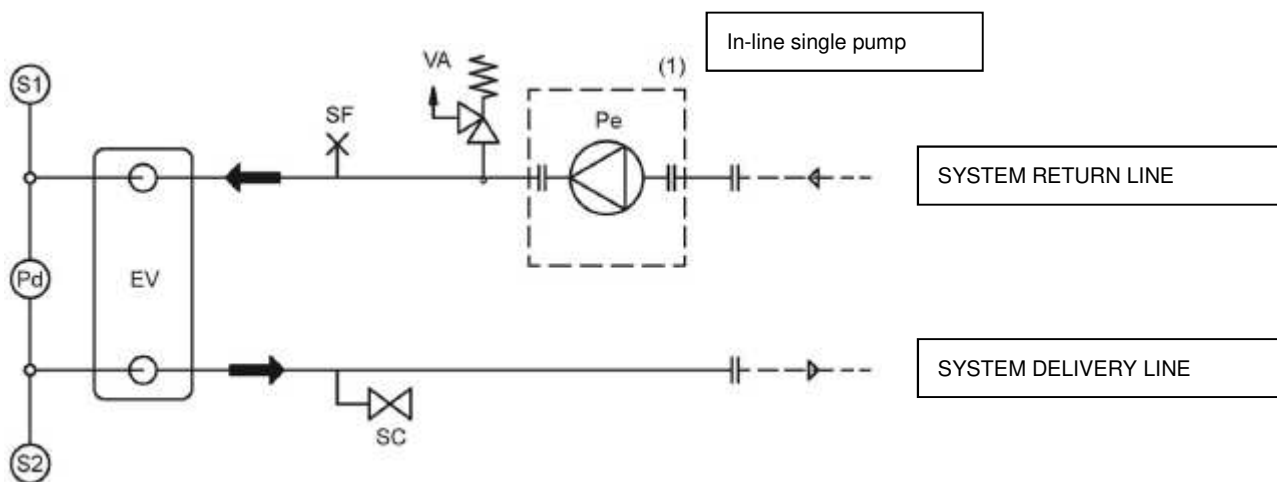 In-line single pump
VA
(1)
S1
SF
Pe
SYSTEM RETURN LINE
Pd
EV
SYSTEM DELIVERY LINE
SC
S2